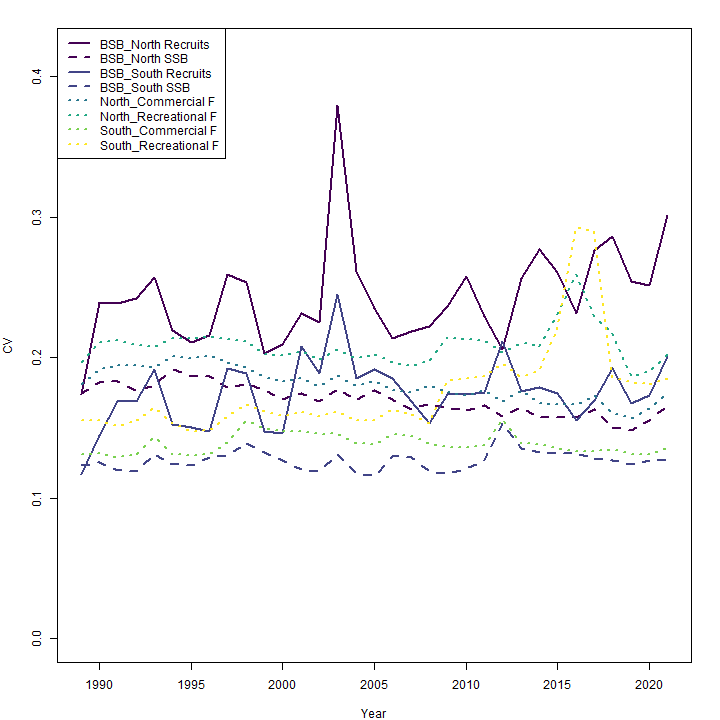 BSB_North Recruits
BSB_North SSB
BSB_South Recruits
BSB_South SSB
North_Commercial F
North_Recreational F
South_Commercial F
South_Recreational F
0.4
0.3
0.2
0.1
0.0
CV
1990 1995 2000 2005 2010 2015 2020
Year